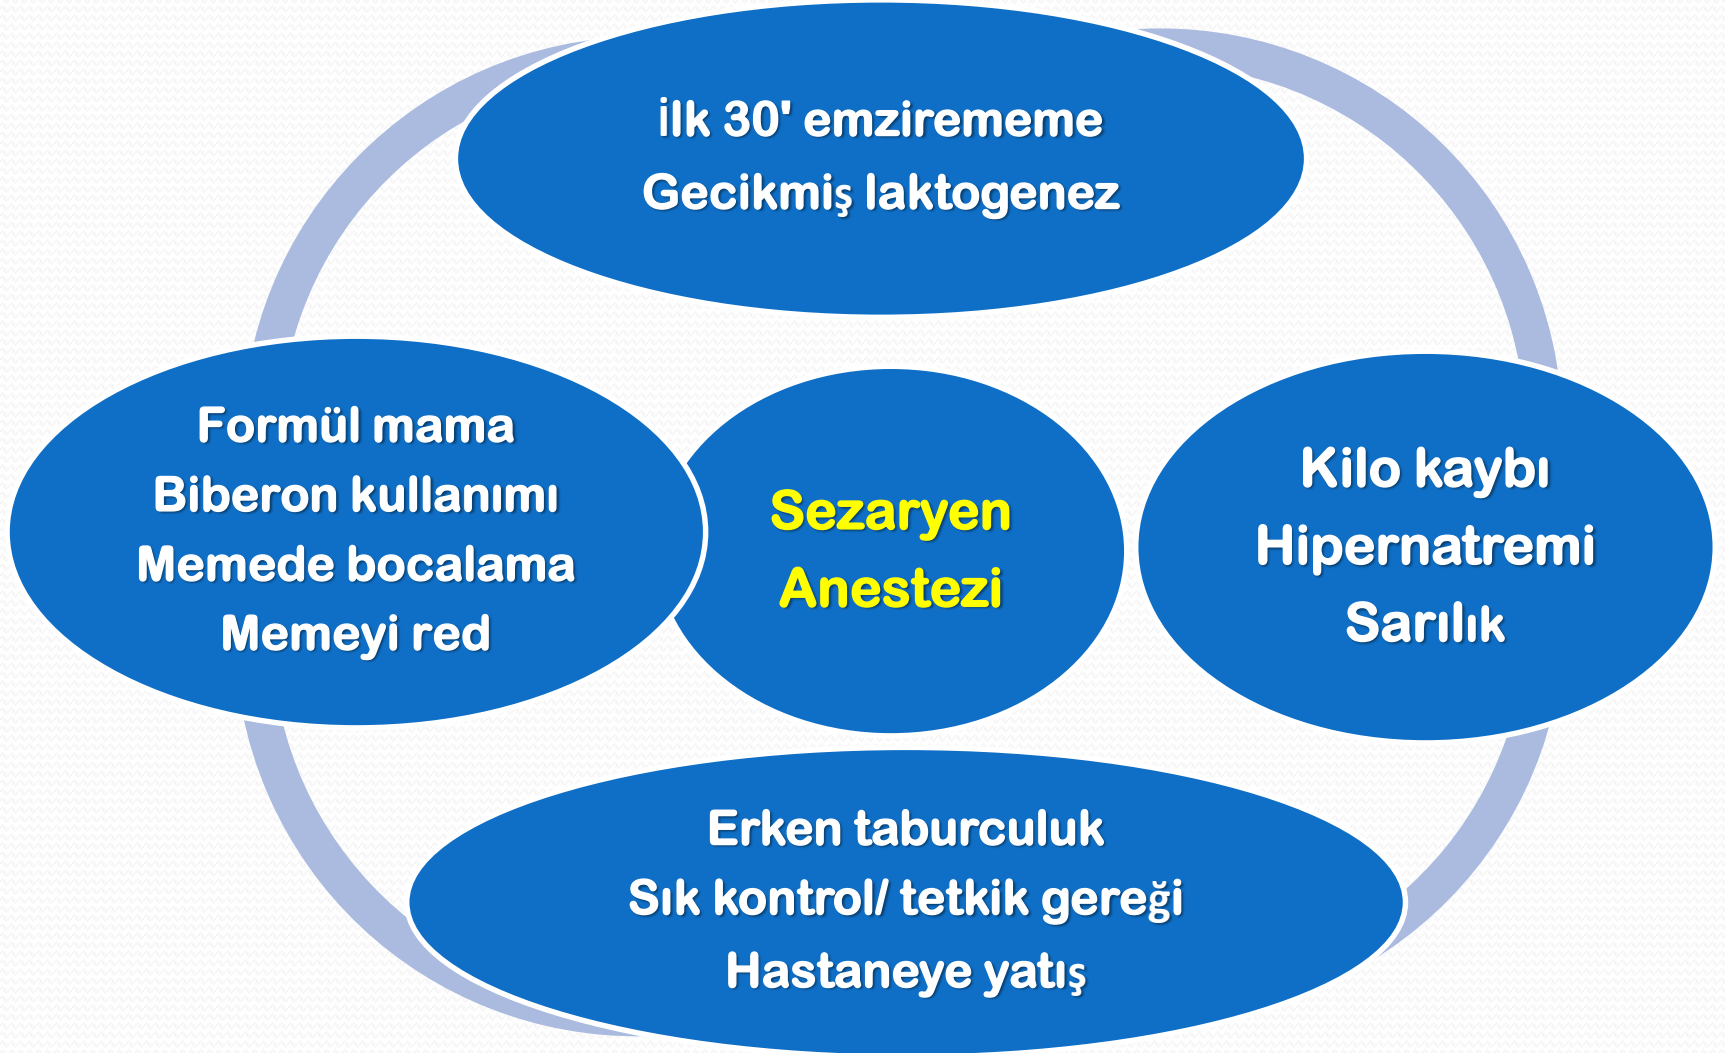 İlk 30' emzirememe
Gecikmiş laktogenez
Formül mama
Biberon kullanımı
Memede bocalama
Memeyi red
Sezaryen
Anestezi
Kilo kaybı
Hipernatremi
Sarılık
Erken taburculuk
Sık kontrol/ tetkik gereği
Hastaneye yatış